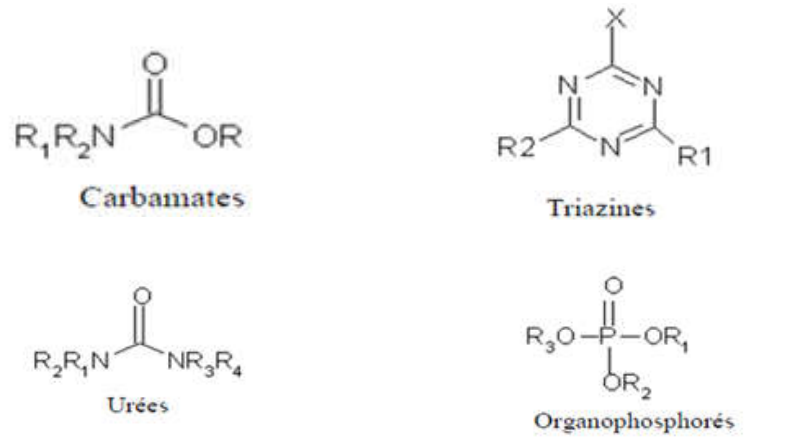 O
R₁R₂N OR
Carbamates
X
N N
R2 N R1
Triazines
O
R₂R₁N NR₃R₄
Urées
O
R₃O-P-OR₁
OR₂
Organophosphorés